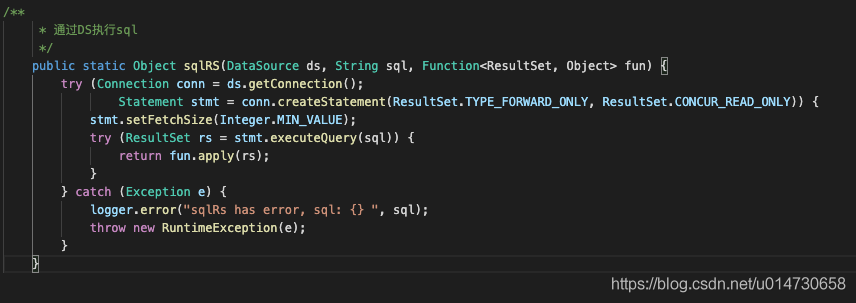 /**
 * 通过DS执行sql
 */
public static Object sqlRS(DataSource ds, String sql, Function<ResultSet, Object> fun) {
    try (Connection conn = ds.getConnection();
            Statement stmt = conn.createStatement(ResultSet.TYPE_FORWARD_ONLY, ResultSet.CONCUR_READ_ONLY)) {
        stmt.setFetchSize(Integer.MIN_VALUE);
        try (ResultSet rs = stmt.executeQuery(sql)) {
            return fun.apply(rs);
        }
    } catch (Exception e) {
        logger.error("sqlRs has error, sql: {} ", sql);
        throw new RuntimeException(e);
    }
}
https://blog.csdn.net/u014730658